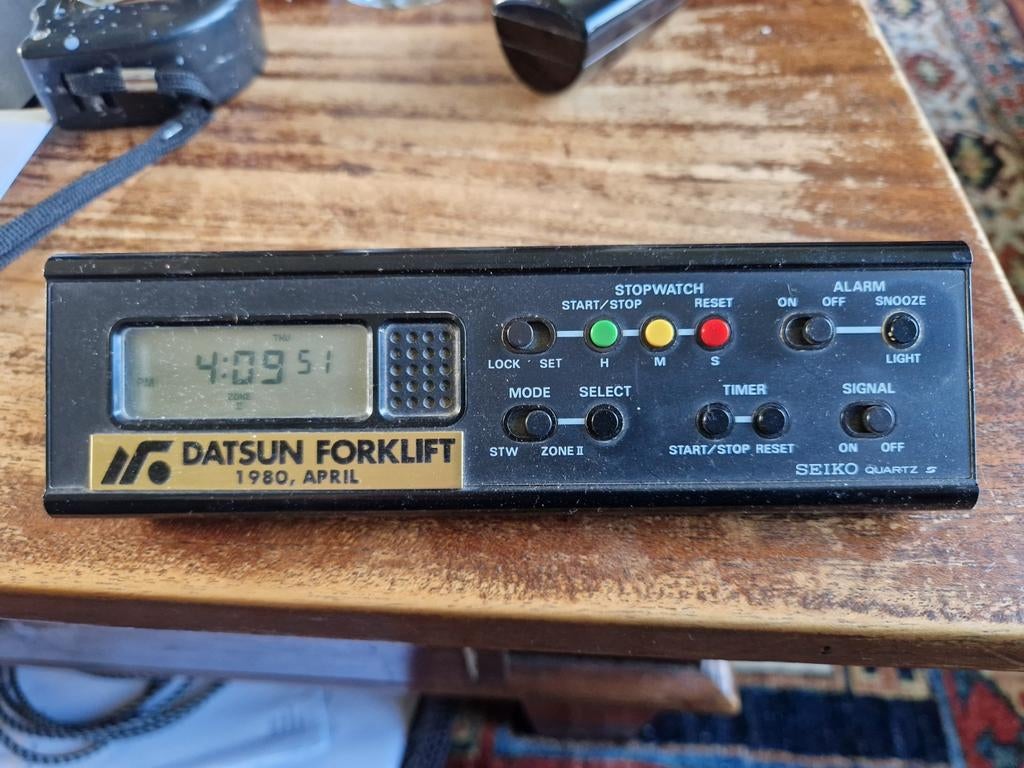 THU
PM 4:09 51
ZONE
II
DATSUN FORKLIFT
1980, APRIL
STOPWATCH
START/STOP RESET
LOCK SET H M S
MODE SELECT
STW ZONE II
ALARM
ON OFF SNOOZE
LIGHT
TIMER
START/STOP RESET
SIGNAL
ON OFF
SEIKO QUARTZ S